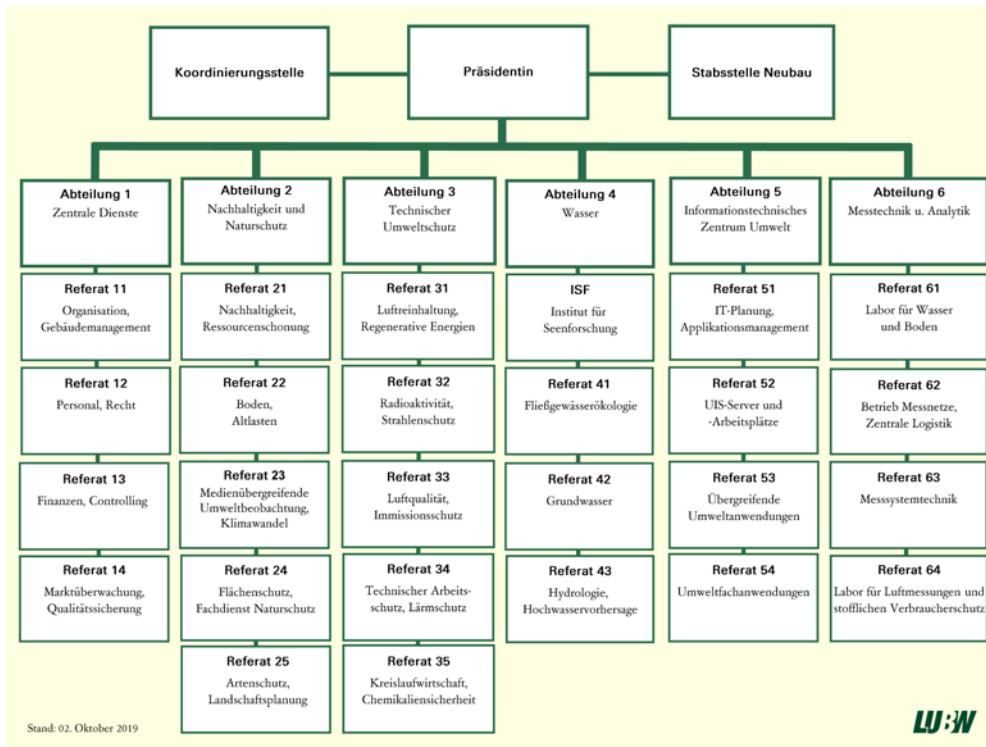 Koordinierungsstelle
Präsidentin
Stabsstelle Neubau
Abteilung 1
Zentrale Dienste
Referat 11
Organisation,
Gebäudemanagement
Referat 12
Personal, Recht
Referat 13
Finanzen, Controlling
Referat 14
Marktüberwachung,
Qualitätssicherung
Abteilung 2
Nachhaltigkeit und
Naturschutz
Referat 21
Nachhaltigkeit,
Ressourcenschonung
Referat 22
Boden,
Altlasten
Referat 23
Medienübergreifende
Umweltbeobachtung,
Klimawandel
Referat 24
Flächenschutz,
Fachdienst Naturschutz
Referat 25
Artenschutz,
Landschaftsplanung
Abteilung 3
Technischer
Umweltschutz
Referat 31
Luftreinhaltung,
Regenerative Energien
Referat 32
Radioaktivität,
Strahlenschutz
Referat 33
Luftqualität,
Immissionsschutz
Referat 34
Technischer Arbeits-
schutz, Lärmschutz
Referat 35
Kreislaufwirtschaft,
Chemikaliensicherheit
Abteilung 4
Wasser
ISF
Institut für
Seenforschung
Referat 41
Fließgewässerökologie
Referat 42
Grundwasser
Referat 43
Hydrologie,
Hochwasservorhersage
Abteilung 5
Informationstechnisches
Zentrum Umwelt
Referat 51
IT-Planung,
Applikationsmanagement
Referat 52
UIS-Server und
-Arbeitsplätze
Referat 53
Übergreifende
Umweltanwendungen
Referat 54
Umweltfachanwendungen
Abteilung 6
Messtechnik u. Analytik
Referat 61
Labor für Wasser
und Boden
Referat 62
Betrieb Messnetze,
Zentrale Logistik
Referat 63
Messsystemtechnik
Referat 64
Labor für Luftmessungen und
stofflichen Verbraucherschutz
Stand: 02. Oktober 2019
LUBW